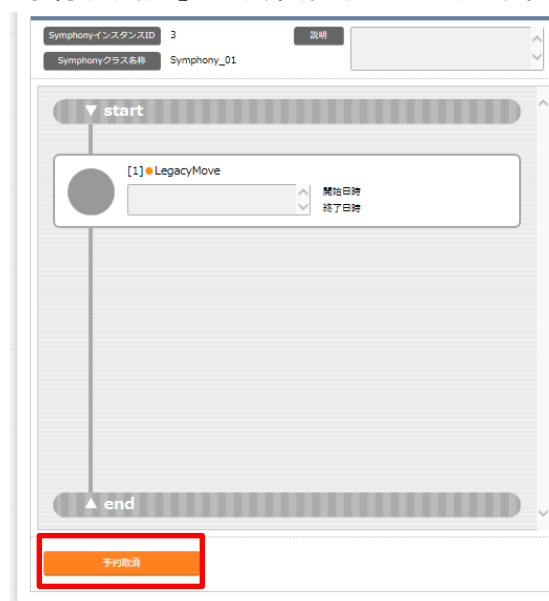 SymphonyインスタンスID 3 説明
Symphonyクラス名称 Symphony_01
▼ start
[1]●LegacyMove
開始日時
終了日時
▲ end
予約取消